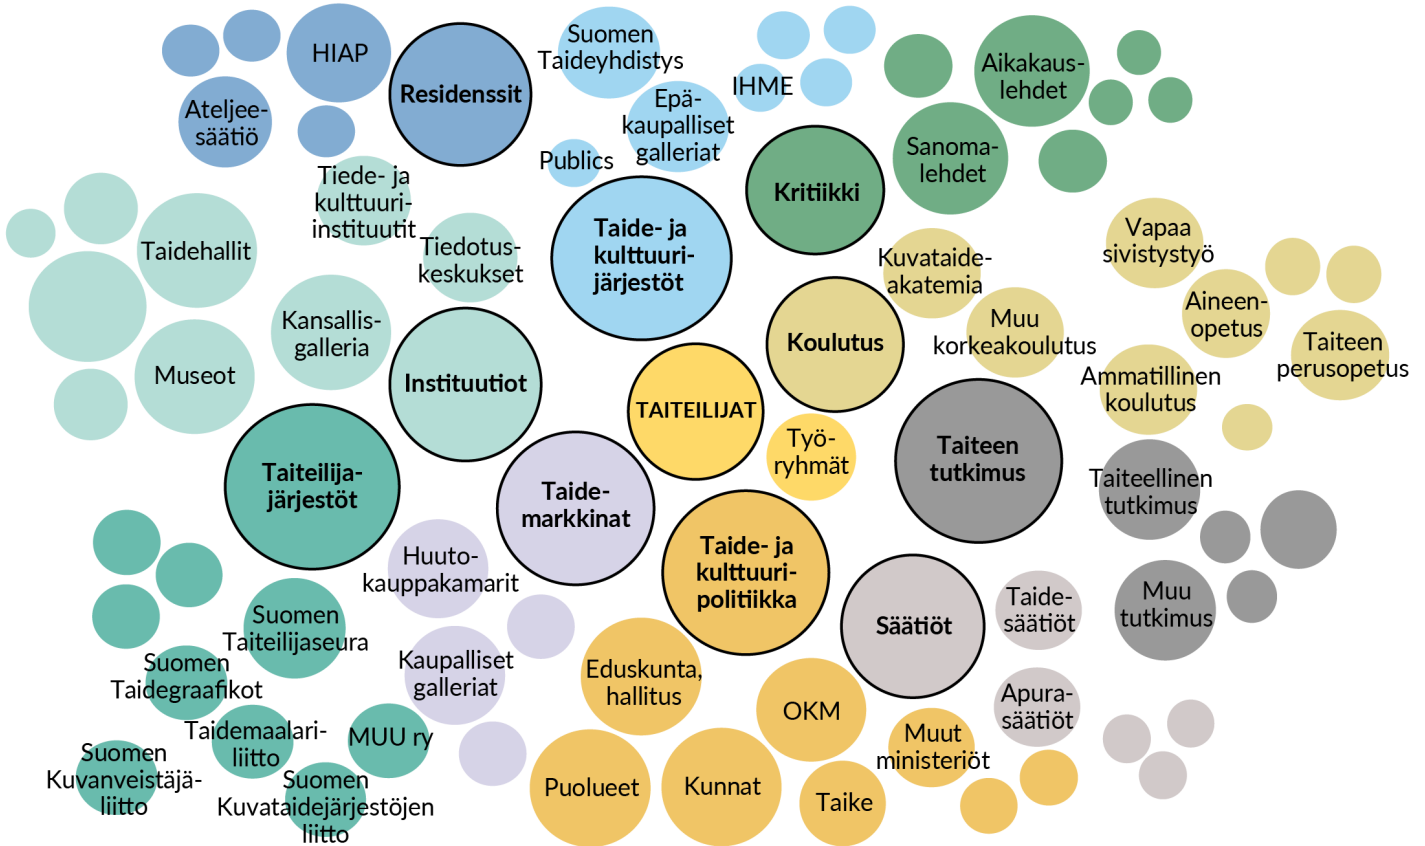 HIAP
Residenssit
Ateljee-
säätiö
Suomen
Taideyhdistys
IHME
Epä-
kaupalliset
galleriat
Publics
Aikakaus-
lehdet
Sanoma-
lehdet
Kritiikki
Tiede- ja
kulttuuri-
instituutit
Tiedotus-
keskukset
Taidehallit
Kansallis-
galleria
Museot
Instituutiot
Taide- ja
kulttuuri-
järjestöt
Kuvataide-
akatemia
Koulutus
Muu
korkeakoulutus
Vapaa
sivistystyö
Aineen-
opetus
Taiteen
perusopetus
Ammatillinen
koulutus
TAITEILIJAT
Työ-
ryhmät
Taiteen
tutkimus
Taiteellinen
tutkimus
Muu
tutkimus
Taiteilija-
järjestöt
Taide-
markkinat
Huuto-
kauppakamarit
Kaupalliset
galleriat
Taide- ja
kulttuuri-
politiikka
Säätiöt
Taide-
säätiöt
Apura-
säätiöt
Suomen
Taiteilijaseura
Suomen
Taidegraafikot
Taidemaalari-
liitto
MUU ry
Suomen
Kuvanveistäjä-
liitto
Suomen
Kuvataidejärjestöjen
liitto
Eduskunta,
hallitus
OKM
Muut
ministeriöt
Puolueet
Kunnat
Taike